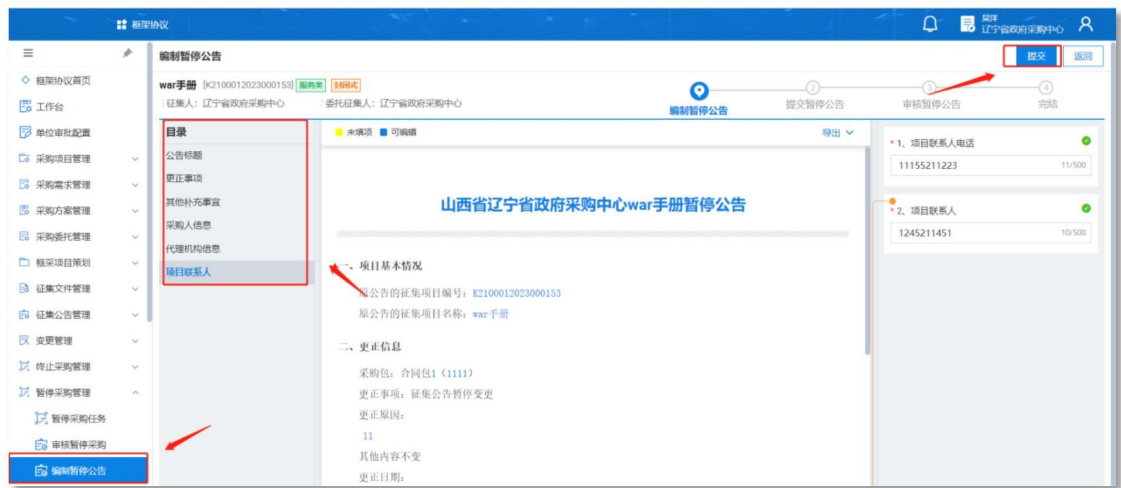 框架协议
吴洋
辽宁省政府采购中心
编制暂停公告
提交
返回
框架协议首页
工作台
单位审批配置
采购项目管理
采购需求管理
采购方案管理
采购委托管理
框采项目策划
征集文件管理
征集公告管理
变更管理
终止采购管理
暂停采购管理
暂停采购任务
审核暂停采购
编制暂停公告
war手册 [K2100012023000153] 服务类 封闭式
征集人：辽宁省政府采购中心 委托征集人：辽宁省政府采购中心
编制暂停公告
2
提交暂停公告
3
审核暂停公告
4
完结
目录
公告标题
更正事项
其他补充事宜
采购人信息
代理机构信息
项目联系人
未填项 可编辑
导出
山西省辽宁省政府采购中心war手册暂停公告
一、项目基本情况
原公告的征集项目编号：K2100012023000153
原公告的征集项目名称：war手册
二、更正信息
采购包：合同包1（1111）
更正事项：征集公告暂停变更
更正原因：
11
其他内容不变
更正日期：
* 1、项目联系人电话
11155211223 11/500
* 2、项目联系人
1245211451 10/500